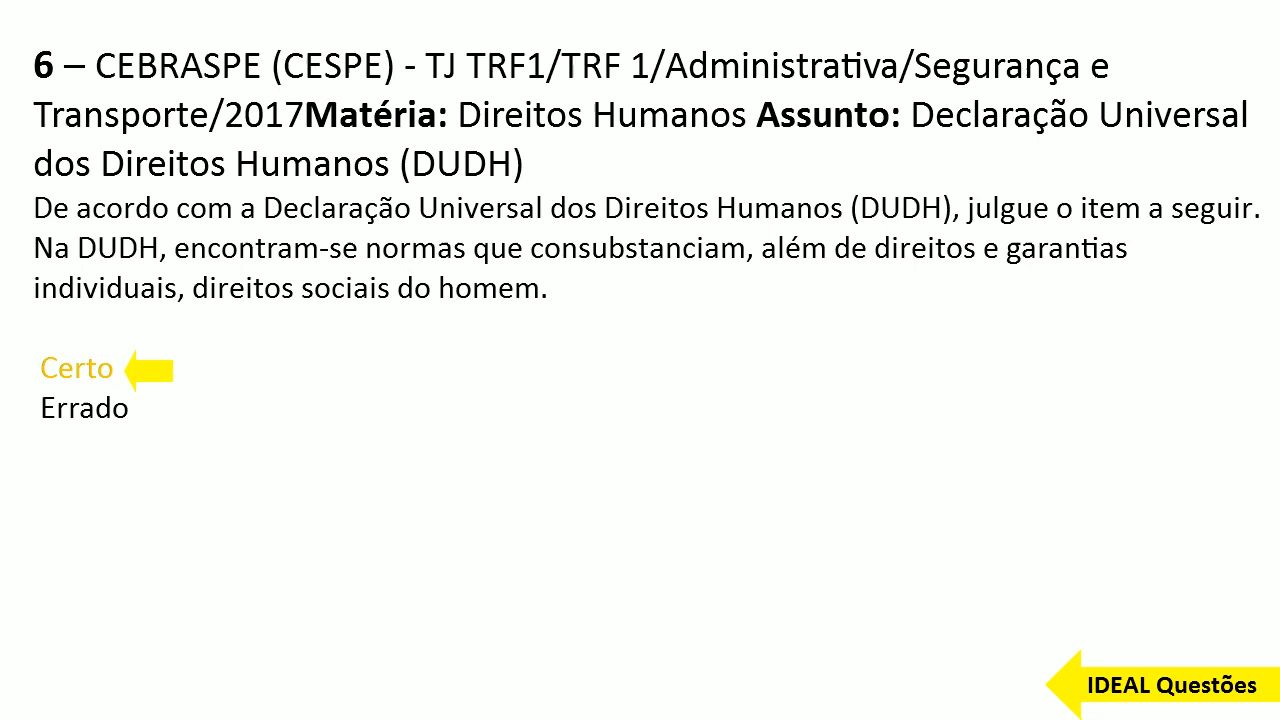 6 – CEBRASPE (CESPE) - TJ TRF1/TRF 1/Administrativa/Segurança e
Transporte/2017Matéria: Direitos Humanos Assunto: Declaração Universal
dos Direitos Humanos (DUDH)
De acordo com a Declaração Universal dos Direitos Humanos (DUDH), julgue o item a seguir.
Na DUDH, encontram-se normas que consubstanciam, além de direitos e garantias
individuais, direitos sociais do homem.
Certo
Errado
IDEAL Questões